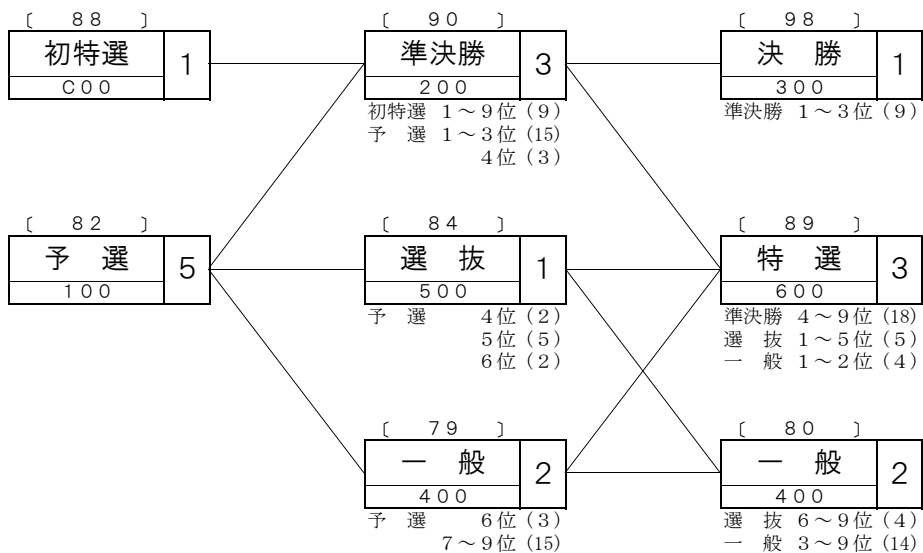 〔 88 〕
初特選 1
C00
〔 90 〕
準決勝 3
200
初特選 1～9位(9)
予 選 1～3位(15)
4位(3)
〔 98 〕
決 勝 1
300
準決勝 1～3位(9)
〔 82 〕
予 選 5
100
〔 84 〕
選 抜 1
500
予 選 4位(2)
5位(5)
6位(2)
〔 89 〕
特 選 3
600
準決勝 4～9位(18)
選 抜 1～5位(5)
一 般 1～2位(4)
〔 79 〕
一 般 2
400
予 選 6位(3)
7～9位(15)
〔 80 〕
一 般 2
400
選 抜 6～9位(4)
一 般 3～9位(14)